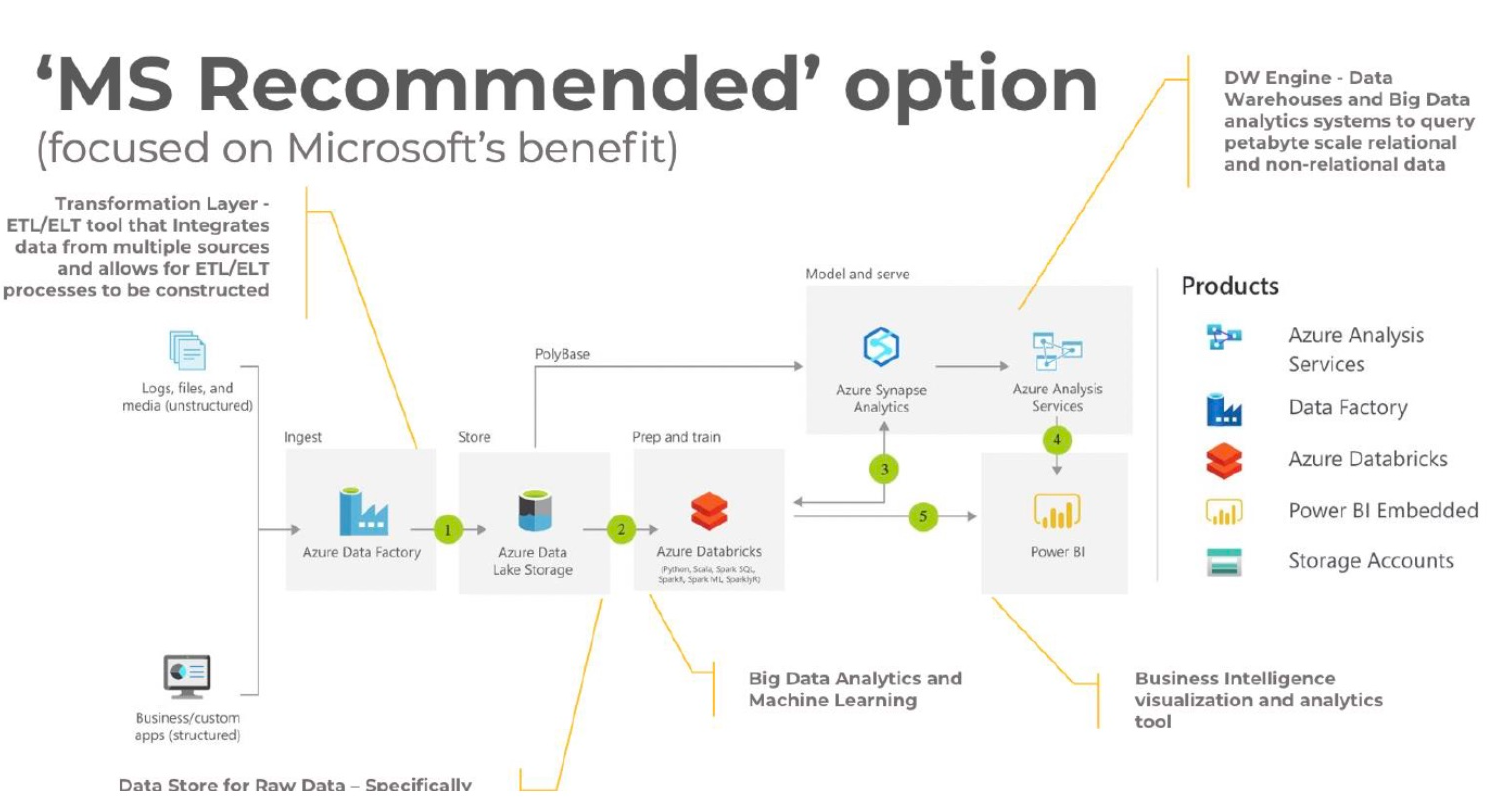 ‘MS Recommended’ option
(focused on Microsoft’s benefit)
DW Engine - Data
Warehouses and Big Data
analytics systems to query
petabyte scale relational
and non-relational data
Transformation Layer -
ETL/ELT tool that Integrates
data from multiple sources
and allows for ETL/ELT
processes to be constructed
Logs, files, and
media (unstructured)
Business/custom
apps (structured)
Ingest
Azure Data Factory
1
Store
Azure Data
Lake Storage
2
Prep and train
Azure Databricks
(Python, Scala, Spark SQL,
SparkR, Spark ML, SparklyR)
PolyBase
Model and serve
Azure Synapse
Analytics
Azure Analysis
Services
3
4
5
Power BI
Products
Azure Analysis
Services
Data Factory
Azure Databricks
Power BI Embedded
Storage Accounts
Big Data Analytics and
Machine Learning
Business Intelligence
visualization and analytics
tool
Data Store for Raw Data – Specifically